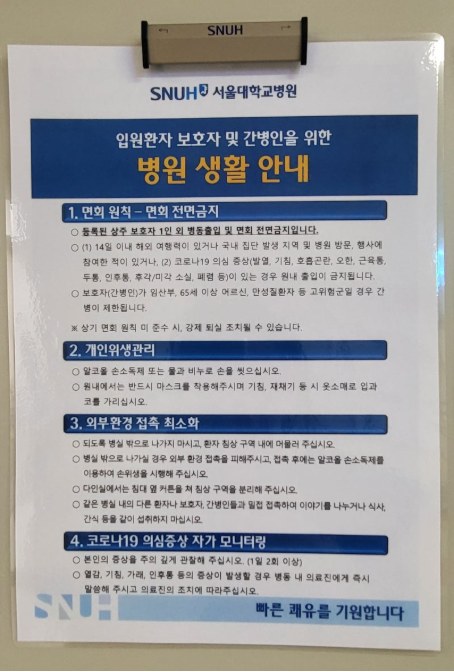 SNUH
SNUH 서울대학교병원
입원환자 보호자 및 간병인을 위한
병원 생활 안내
1. 면회 원칙 - 면회 전면금지
○ 등록된 상주 보호자 1인 외 병동출입 및 면회 전면금지입니다.
○ (1) 14일 이내 해외 여행력이 있거나 국내 집단 발생 지역 및 병원 방문, 행사에
참여한 적이 있거나, (2) 코로나19 의심 증상(발열, 기침, 호흡곤란, 오한, 근육통,
두통, 인후통, 후각/미각 소실, 폐렴 등)이 있는 경우 원내 출입이 금지됩니다.
○ 보호자(간병인)가 임산부, 65세 이상 어르신, 만성질환자 등 고위험군일 경우 간
병이 제한됩니다.
※ 상기 면회 원칙 미 준수 시, 강제 퇴실 조치될 수 있습니다.
2. 개인위생관리
○ 알코올 손소독제 또는 물과 비누로 손을 씻으십시오.
○ 원내에서는 반드시 마스크를 착용해주시며 기침, 재채기 등 시 옷소매로 입과
코를 가리십시오.
3. 외부환경 접촉 최소화
○ 되도록 병실 밖으로 나가지 마시고, 환자 침상 구역 내에 머물러 주십시오.
○ 병실 밖으로 나가실 경우 외부 환경 접촉을 피해주시고, 접촉 후에는 알코올 손소독제를
이용하여 손위생을 시행해 주십시오.
○ 다인실에서는 침대 옆 커튼을 쳐 침상 구역을 분리해 주십시오.
○ 같은 병실 내의 다른 환자나 보호자, 간병인들과 밀접 접촉하여 이야기를 나누거나 식사,
간식 등을 같이 섭취하지 마십시오.
4. 코로나19 의심증상 자가 모니터링
○ 본인의 증상을 주의 깊게 관찰해 주십시오. (1일 2회 이상)
○ 열감, 기침, 가래, 인후통 등의 증상이 발생할 경우 병동 내 의료진에게 즉시
말씀해 주시고 의료진의 조치에 따라주십시오.
SNUH
빠른 쾌유를 기원합니다